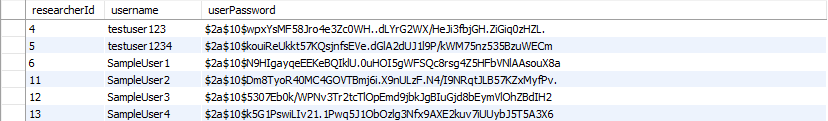 researcherId username userPassword
4 testuser123 $2a$10$wpxYsMF58Jro4e3Zc0WH..dLYrG2WX/HeJi3fbjGH.ZiGiq0zHZL.
5 testuser1234 $2a$10$kouiReUkkt57KQsjnfsEVe.dGlA2dUJ1l9P/kWM75nz535BzuWECm
6 SampleUser1 $2a$10$N9HIgayqeEEKeBQIklU.0uHOI5gWFSQc8rsg4Z5HFbVNlAAsouX8a
11 SampleUser2 $2a$10$Dm8TyoR40MC4GOVTBmj6i.X9nULzF.N4/I9NRqtJLB57KZxMyfPv.
12 SampleUser3 $2a$10$5307Eb0k/WPNv3Tr2tcTlOpEmd9jbkJgBIuGjd8bEymVlOhZBdIH2
13 SampleUser4 $2a$10$k5G1PswiLIv21.1Pwq5J1ObOzlg3Nfx9AXE2kuv7iUUybJ5T5A3X6